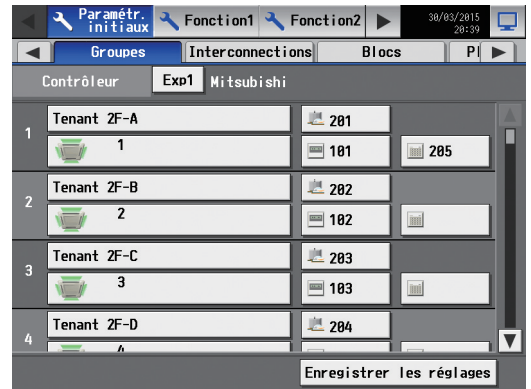 Paramétr. initiaux Fonction1 Fonction2 30/03/2015 20:39
Groupes Interconnections Blocs Pl
Contrôleur Exp1 Mitsubishi
1 Tenant 2F-A 201
1 101 205
2 Tenant 2F-B 202
2 102
3 Tenant 2F-C 203
3 103
4 Tenant 2F-D 204
4
Enregistrer les réglages